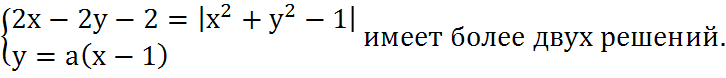 {2x − 2y − 2 = |x² + y² − 1|
y = a(x − 1) имеет более двух решений.